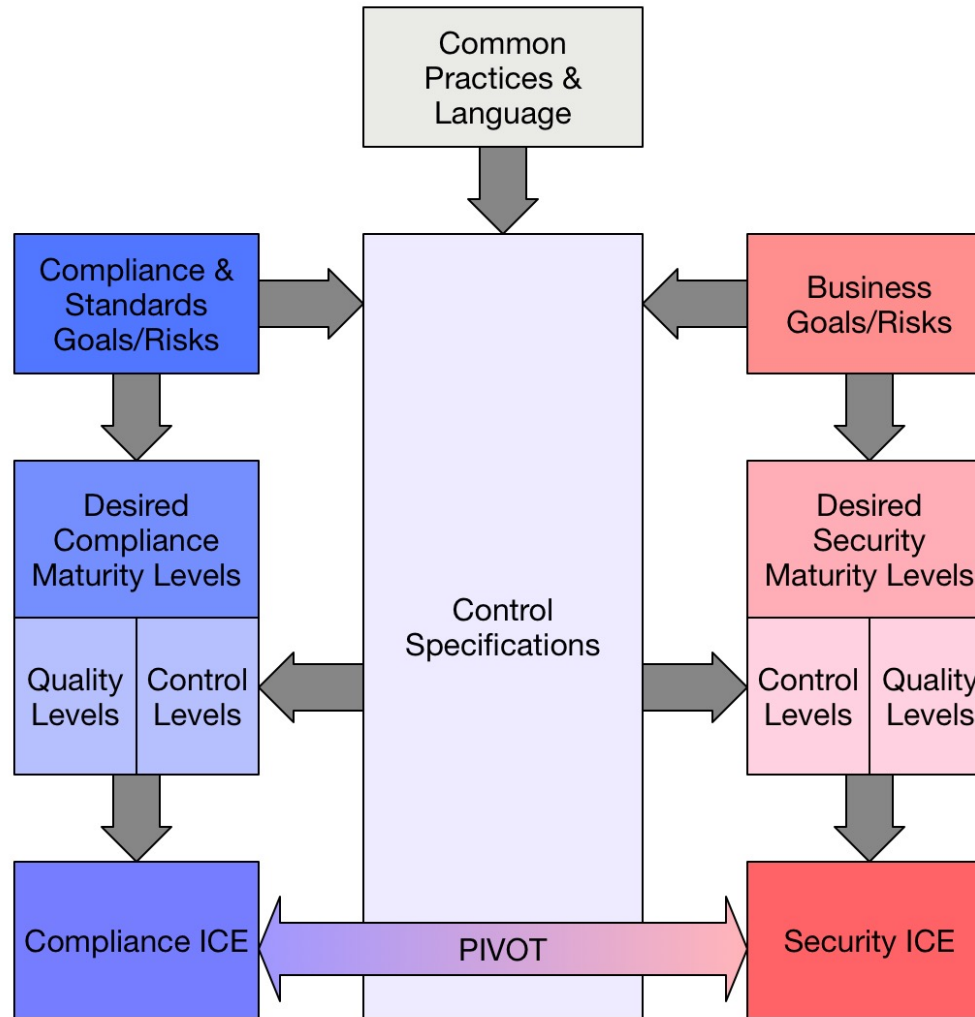 Common
Practices &
Language
Compliance &
Standards
Goals/Risks
Business
Goals/Risks
Desired
Compliance
Maturity Levels
Quality
Levels
Control
Levels
Control
Specifications
Desired
Security
Maturity Levels
Control
Levels
Quality
Levels
Compliance ICE
PIVOT
Security ICE